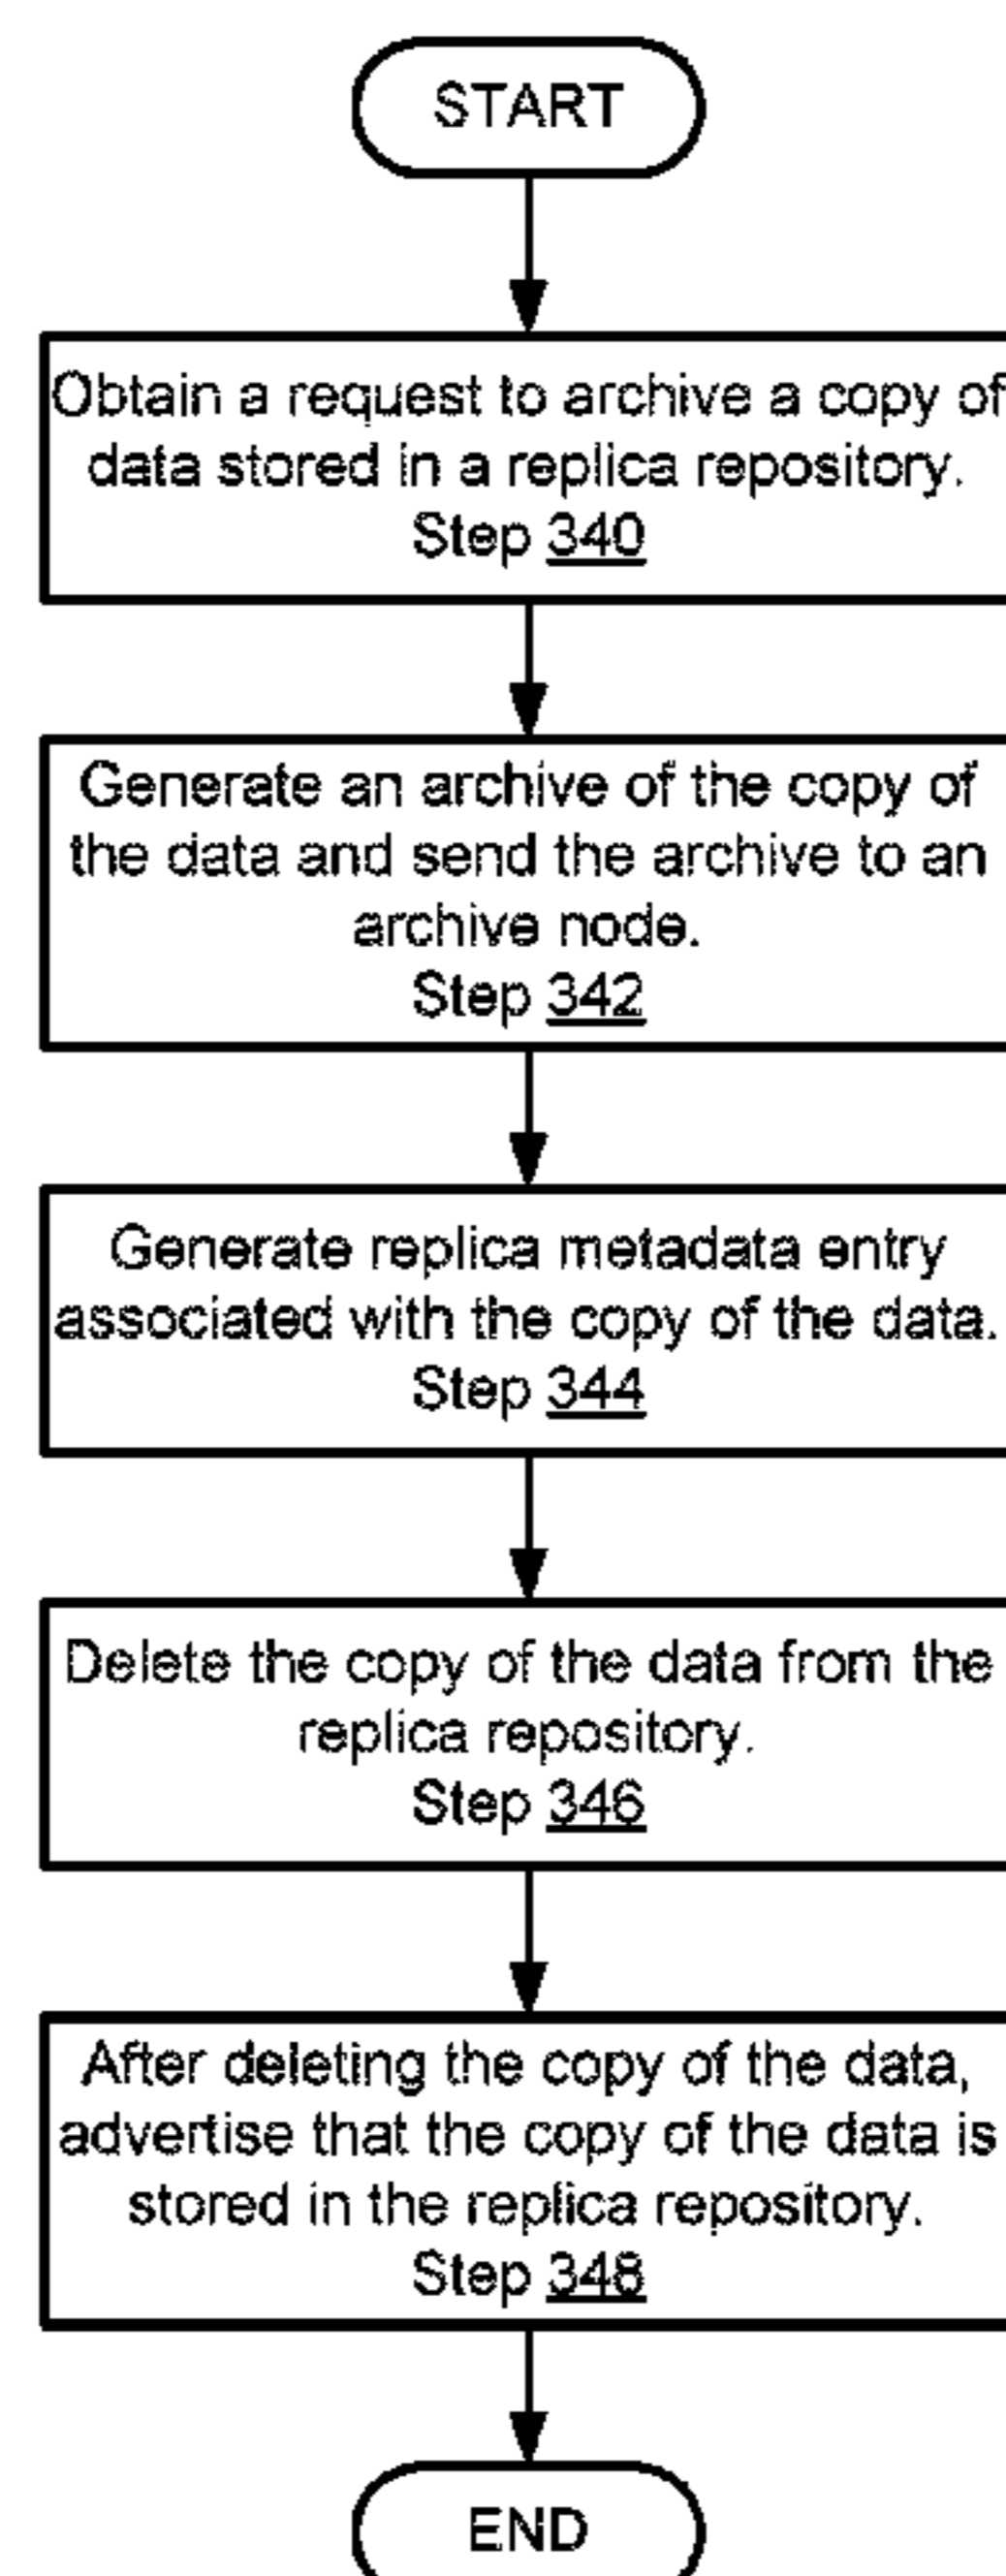 START
Obtain a request to archive a copy of
data stored in a replica repository.
Step 340
Generate an archive of the copy of
the data and send the archive to an
archive node.
Step 342
Generate replica metadata entry
associated with the copy of the data.
Step 344
Delete the copy of the data from the
replica repository.
Step 346
After deleting the copy of the data,
advertise that the copy of the data is
stored in the replica repository.
Step 348
END